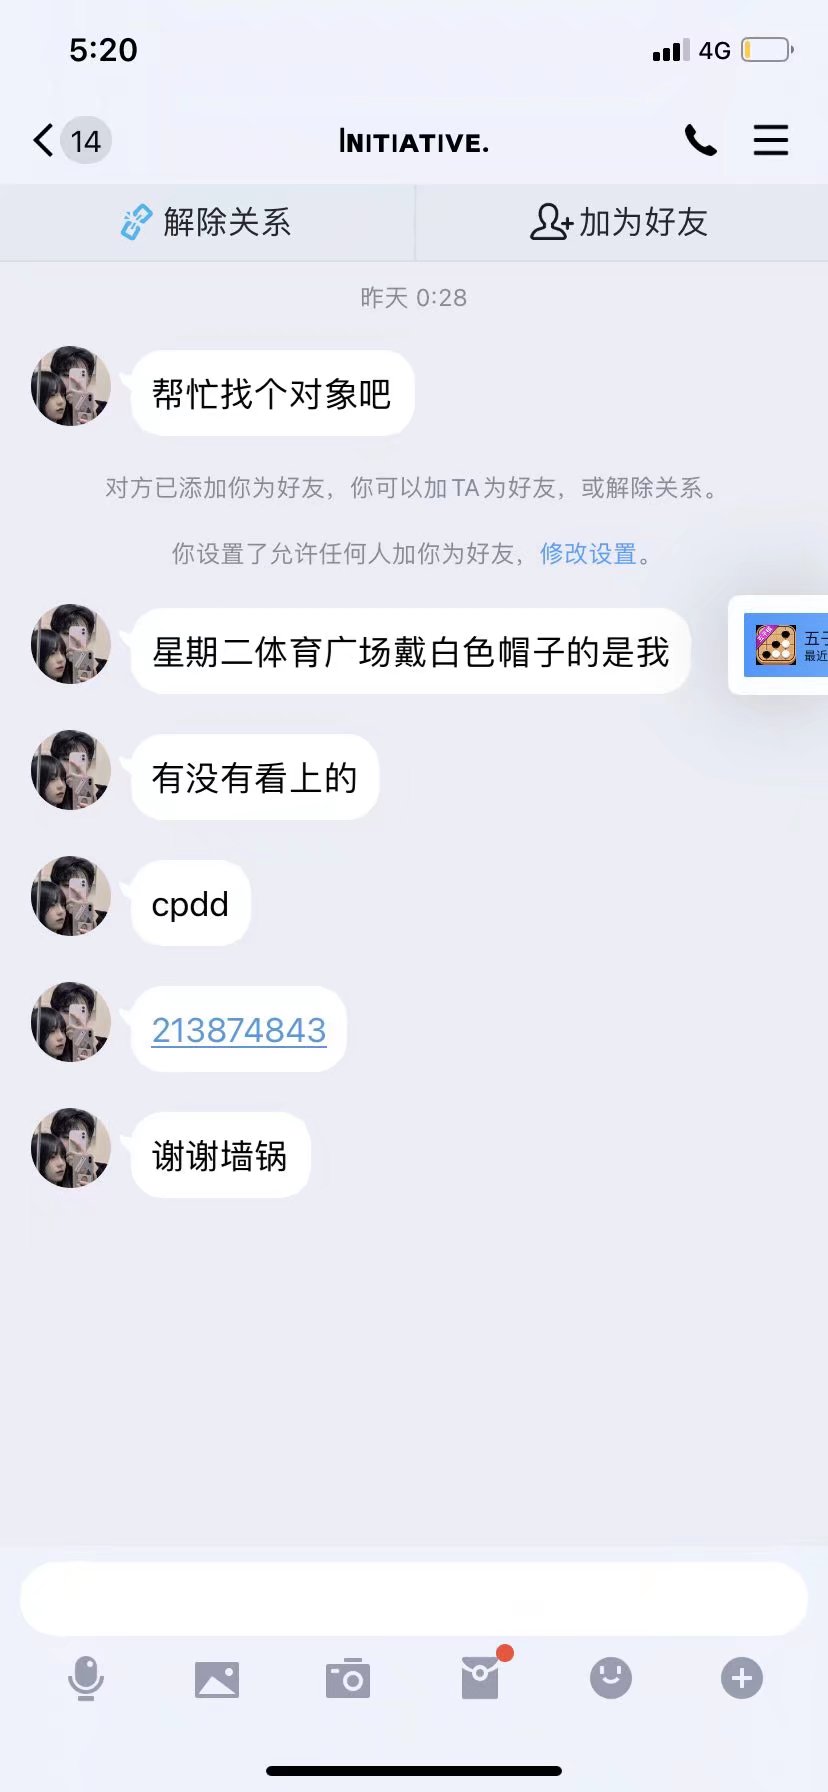 5:20
4G
14
INITIATIVE.
解除关系
加为好友
昨天 0:28
帮忙找个对象吧
对方已添加你为好友，你可以加TA为好友，或解除关系。
你设置了允许任何人加你为好友，修改设置。
星期二体育广场戴白色帽子的是我
五子
最近
有没有看上的
cpdd
213874843
谢谢墙锅